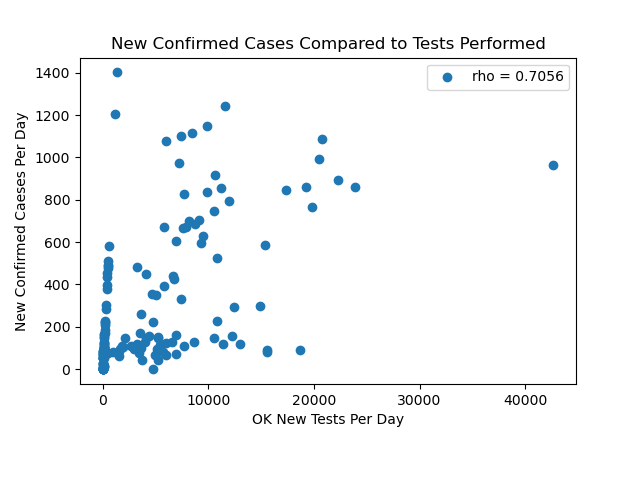 New Confirmed Cases Compared to Tests Performed
rho = 0.7056
1400
1200
1000
800
600
400
200
0
New Confirmed Caeses Per Day
0 10000 20000 30000 40000
OK New Tests Per Day